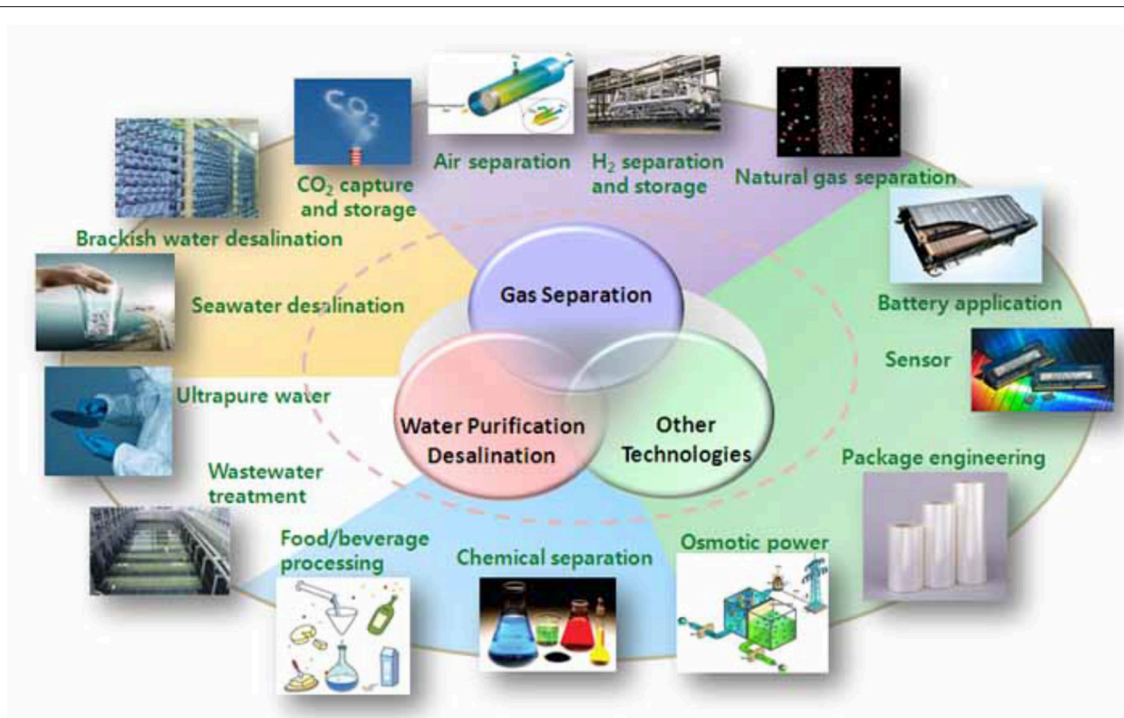 CO2
Air separation
H₂ separation
and storage
Natural gas separation
CO₂ capture
and storage
Brackish water desalination
Seawater desalination
Ultrapure water
Wastewater
treatment
Food/beverage
processing
Chemical separation
Osmotic power
Package engineering
Sensor
Battery application
Gas Separation
Water Purification
Desalination
Other
Technologies